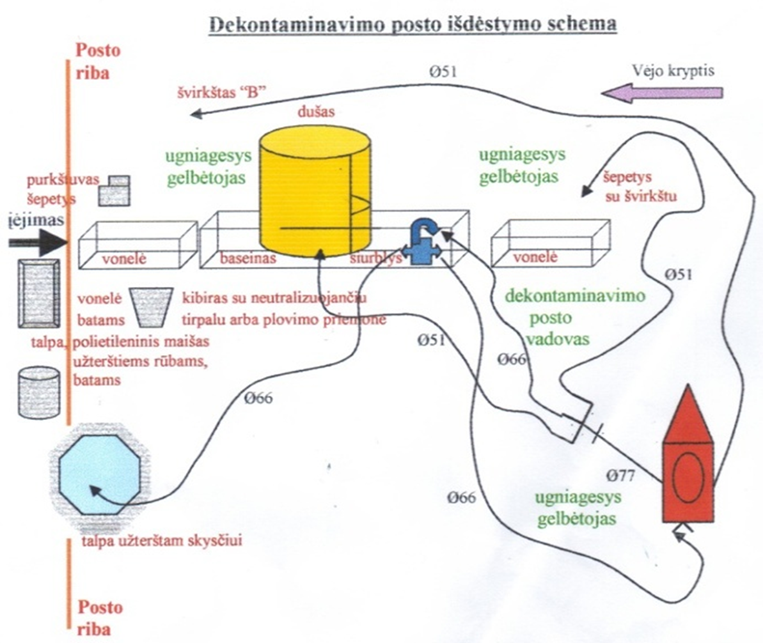 Dekontaminavimo posto išdėstymo schema
Posto
riba
Ø51
Vėjo kryptis
švirkštas “B”
dušas
ugniagesys
gelbėtojas
ugniagesys
gelbėtojas
purkštuvas
šepetys
šepetys
su švirkštu
įėjimas
vonelė
baseinas
siurblys
vonelė
Ø51
vonelė
batams
kibiras su neutralizuojančiu
tirpalu arba plovimo priemone
dekontaminavimo
posto
vadovas
talpa, polietileninis maišas
užterštiems rūbams,
batams
Ø51
Ø66
Ø66
Ø77
Ø66
ugniagesys
gelbėtojas
talpa užterštam skysčiui
Posto
riba